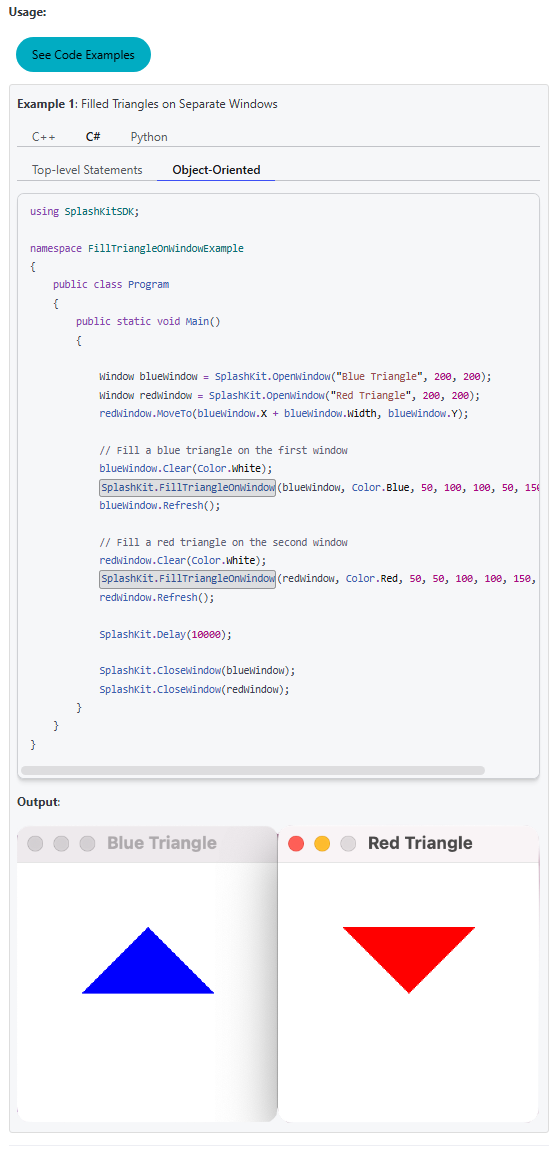 Usage:
See Code Examples
Example 1: Filled Triangles on Separate Windows
C++ C# Python
Top-level Statements Object-Oriented
using SplashKitSDK;
namespace FillTriangleOnWindowExample
{
    public class Program
    {
        public static void Main()
        {
            Window blueWindow = SplashKit.OpenWindow("Blue Triangle", 200, 200);
            Window redWindow = SplashKit.OpenWindow("Red Triangle", 200, 200);
            redWindow.MoveTo(blueWindow.X + blueWindow.Width, blueWindow.Y);
            // Fill a blue triangle on the first window
            blueWindow.Clear(Color.White);
            SplashKit.FillTriangleOnWindow(blueWindow, Color.Blue, 50, 100, 100, 50, 150
            blueWindow.Refresh();
            // Fill a red triangle on the second window
            redWindow.Clear(Color.White);
            SplashKit.FillTriangleOnWindow(redWindow, Color.Red, 50, 50, 100, 100, 150,
            redWindow.Refresh();
            SplashKit.Delay(10000);
            SplashKit.CloseWindow(blueWindow);
            SplashKit.CloseWindow(redWindow);
        }
    }
}
Output:
Blue Triangle Red Triangle